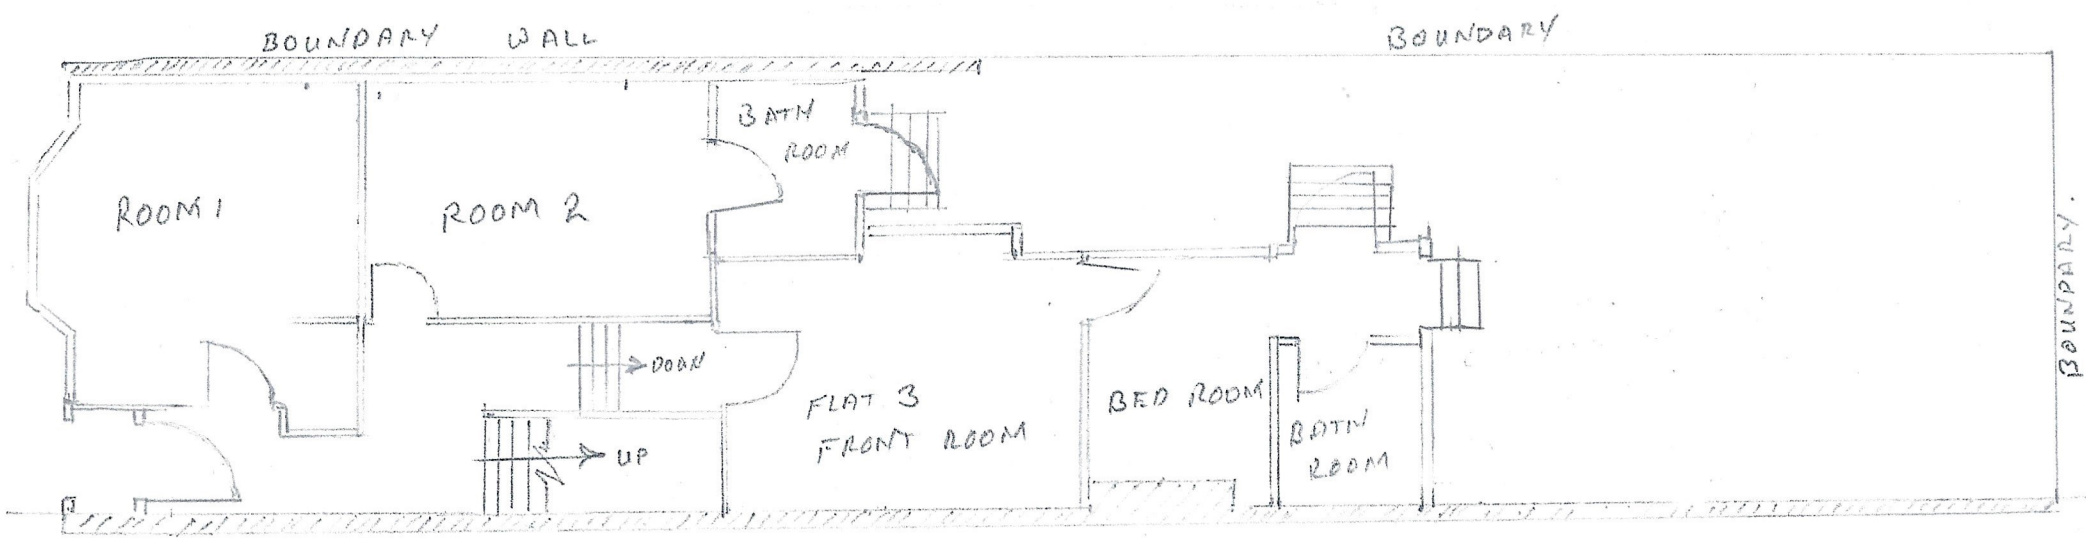 BOUNDARY WALL
BOUNDARY
BATH
ROOM
ROOM 1
ROOM 2
BOUNDARY.
DOWN
FLAT 3
FRONT ROOM
BED ROOM
BATH
ROOM
UP